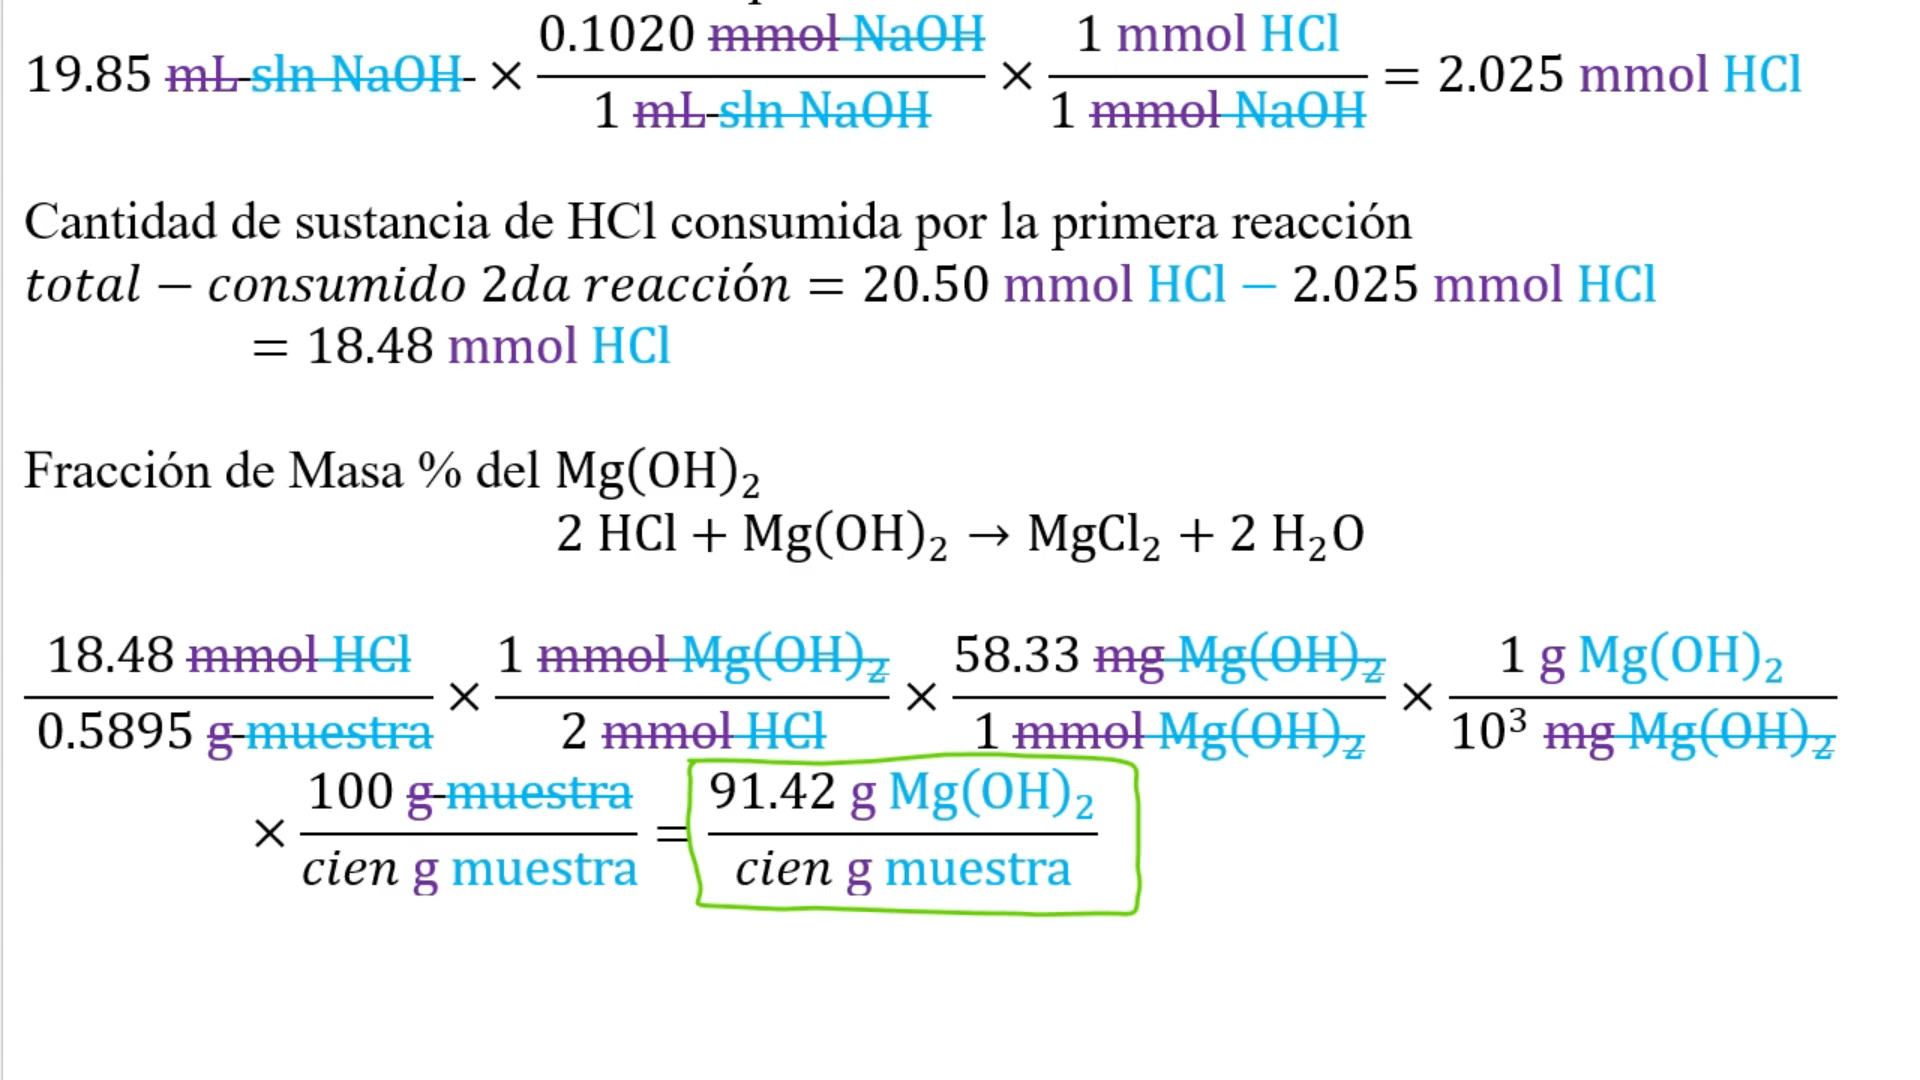 19.85 mL sln NaOH × 0.1020 mmol NaOH / 1 mL sln NaOH × 1 mmol HCl / 1 mmol NaOH = 2.025 mmol HCl
Cantidad de sustancia de HCl consumida por la primera reacción
total − consumido 2da reacción = 20.50 mmol HCl − 2.025 mmol HCl
= 18.48 mmol HCl
Fracción de Masa % del Mg(OH)₂
2 HCl + Mg(OH)₂ → MgCl₂ + 2 H₂O
18.48 mmol HCl / 0.5895 g muestra × 1 mmol Mg(OH)₂ / 2 mmol HCl × 58.33 mg Mg(OH)₂ / 1 mmol Mg(OH)₂ × 1 g Mg(OH)₂ / 10³ mg Mg(OH)₂
× 100 g muestra / cien g muestra = 91.42 g Mg(OH)₂ / cien g muestra